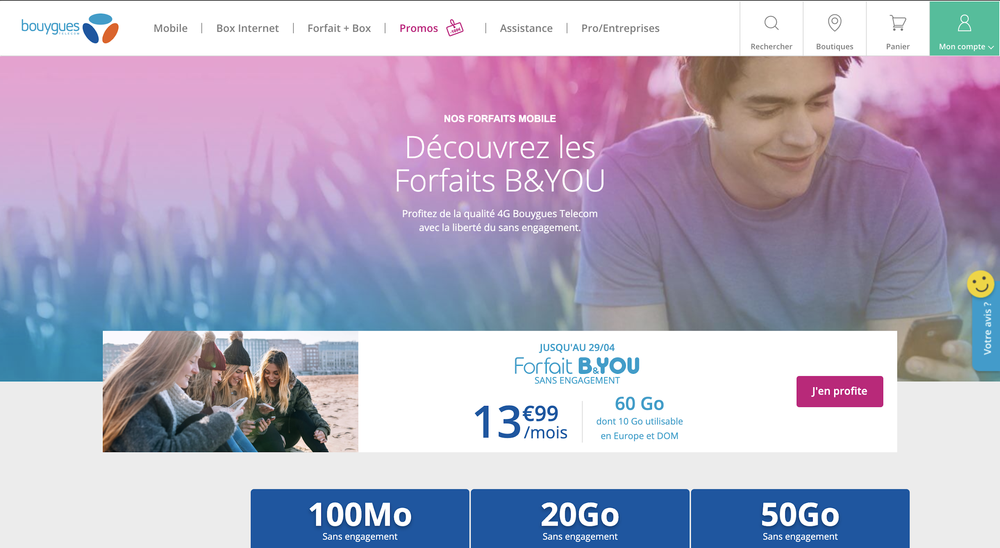 bouygues
TELECOM
Mobile
Box Internet
Forfait + Box
Promos
-100€
Assistance
Pro/Entreprises
Rechercher
Boutiques
Panier
Mon compte
NOS FORFAITS MOBILE
Découvrez les
Forfaits B&YOU
Profitez de la qualité 4G Bouygues Telecom
avec la liberté du sans engagement.
Votre avis ?
JUSQU'AU 29/04
Forfait B&YOU
SANS ENGAGEMENT
13€99
/mois
60 Go
dont 10 Go utilisable
en Europe et DOM
J'en profite
100Mo
Sans engagement
20Go
Sans engagement
50Go
Sans engagement